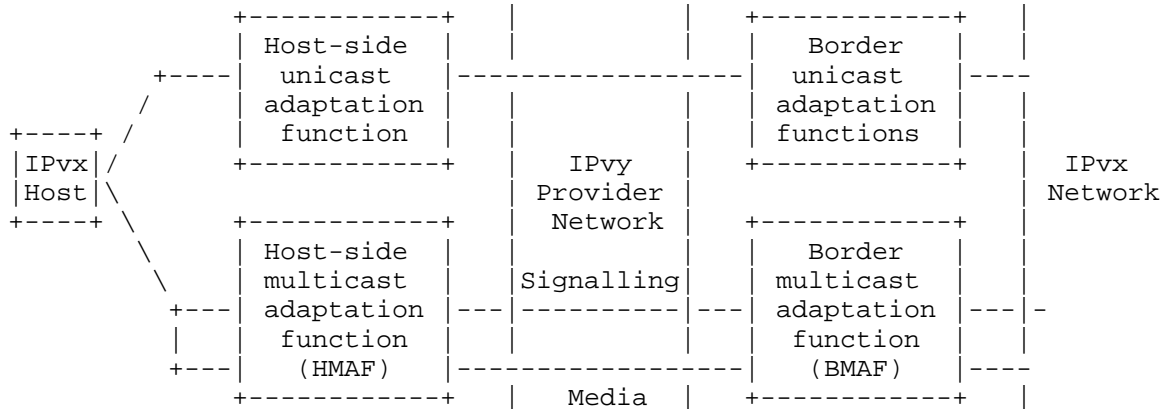 Host-side
unicast
adaptation
function
Border
unicast
adaptation
functions
IPvx
Host
IPvy
Provider
Network
IPvx
Network
Host-side
multicast
adaptation
function
(HMAF)
Signalling
Media
Border
multicast
adaptation
function
(BMAF)